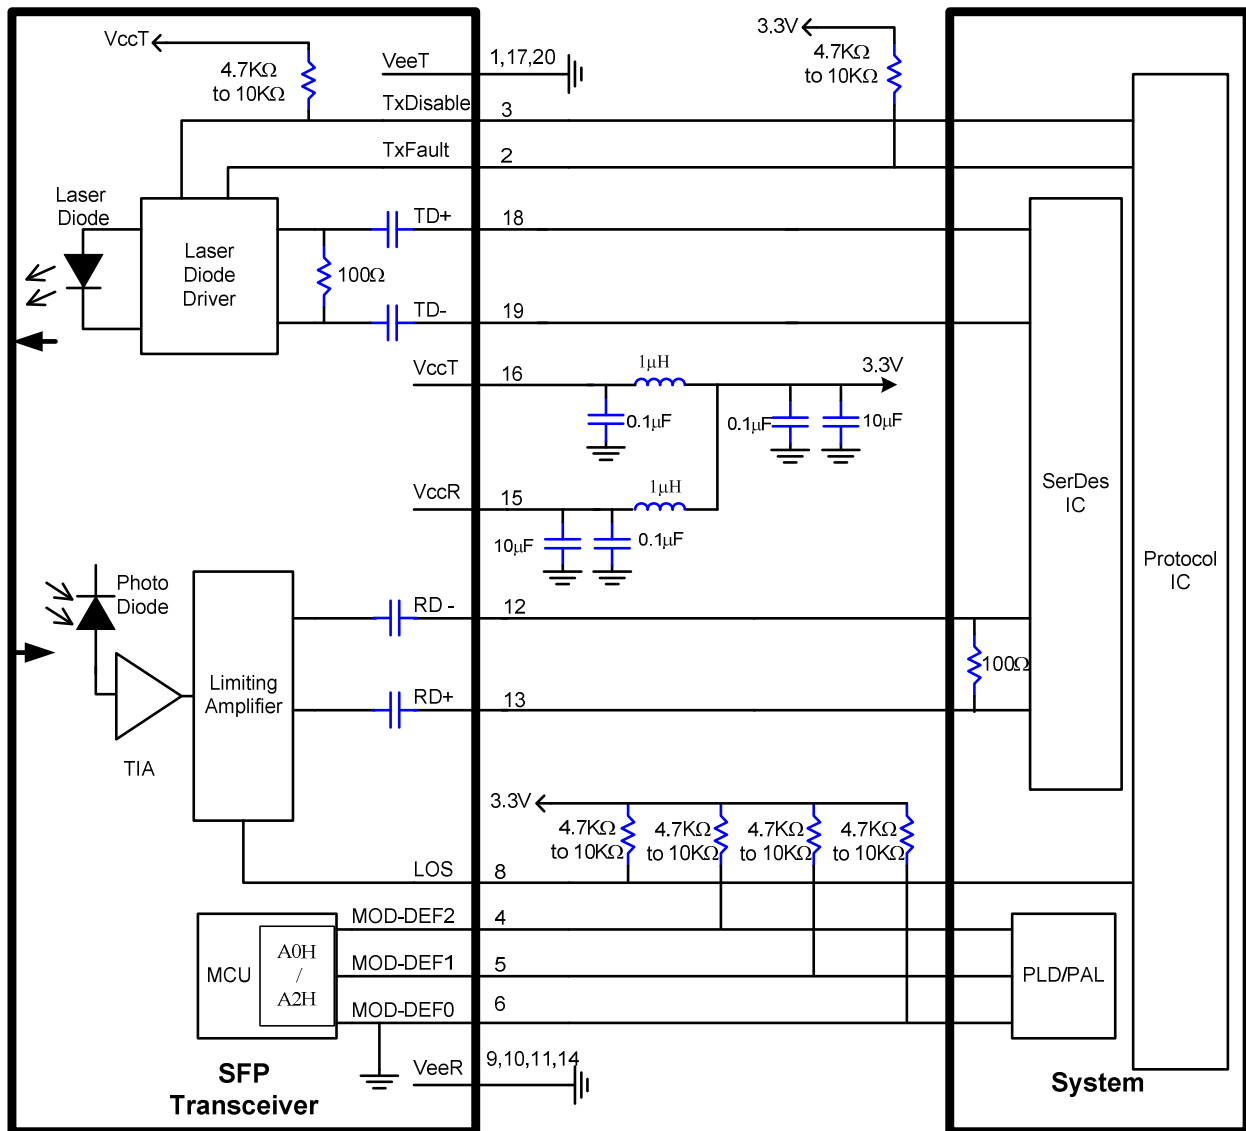 VccT
4.7KΩ
to 10KΩ
VeeT
1,17,20
3.3V
4.7KΩ
to 10KΩ
TxDisable
3
TxFault
2
Laser
Diode
Laser
Diode
Driver
100Ω
TD+
18
TD-
19
VccT
16
1μH
3.3V
0.1μF
0.1μF
10μF
VccR
15
1μH
10μF
0.1μF
SerDes
IC
Protocol
IC
Photo
Diode
RD -
12
Limiting
Amplifier
100Ω
RD+
13
TIA
3.3V
4.7KΩ
to 10KΩ
4.7KΩ
to 10KΩ
4.7KΩ
to 10KΩ
4.7KΩ
to 10KΩ
LOS
8
MOD-DEF2
4
MCU
A0H
/
A2H
MOD-DEF1
5
PLD/PAL
MOD-DEF0
6
VeeR
9,10,11,14
SFP
Transceiver
System